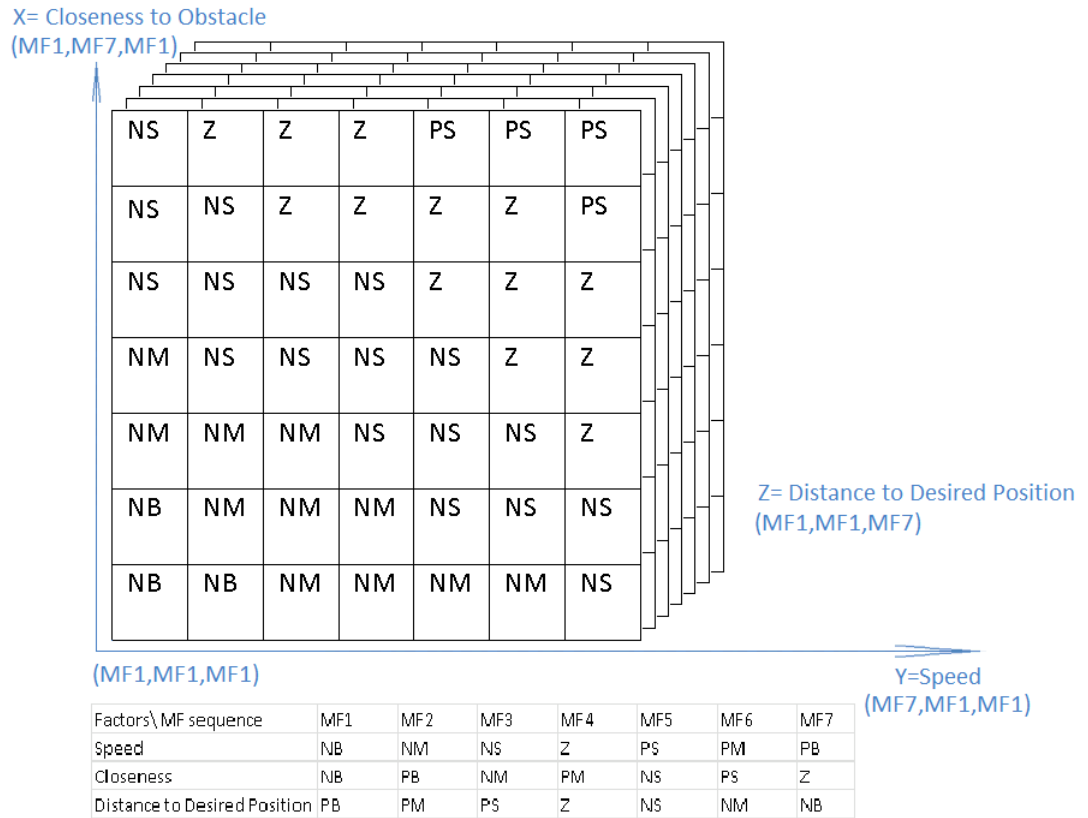 X= Closeness to Obstacle
(MF1,MF7,MF1)
NS Z Z Z PS PS PS
NS NS Z Z Z Z PS
NS NS NS NS Z Z Z
NM NS NS NS NS Z Z
NM NM NM NS NS NS Z
NB NM NM NM NS NS NS
NB NB NM NM NM NM NS
Z= Distance to Desired Position
(MF1,MF1,MF7)
(MF1,MF1,MF1)
Y=Speed
(MF7,MF1,MF1)
Factors\ MF sequence MF1 MF2 MF3 MF4 MF5 MF6 MF7
Speed NB NM NS Z PS PM PB
Closeness NB PB NM PM NS PS Z
Distance to Desired Position PB PM PS Z NS NM NB